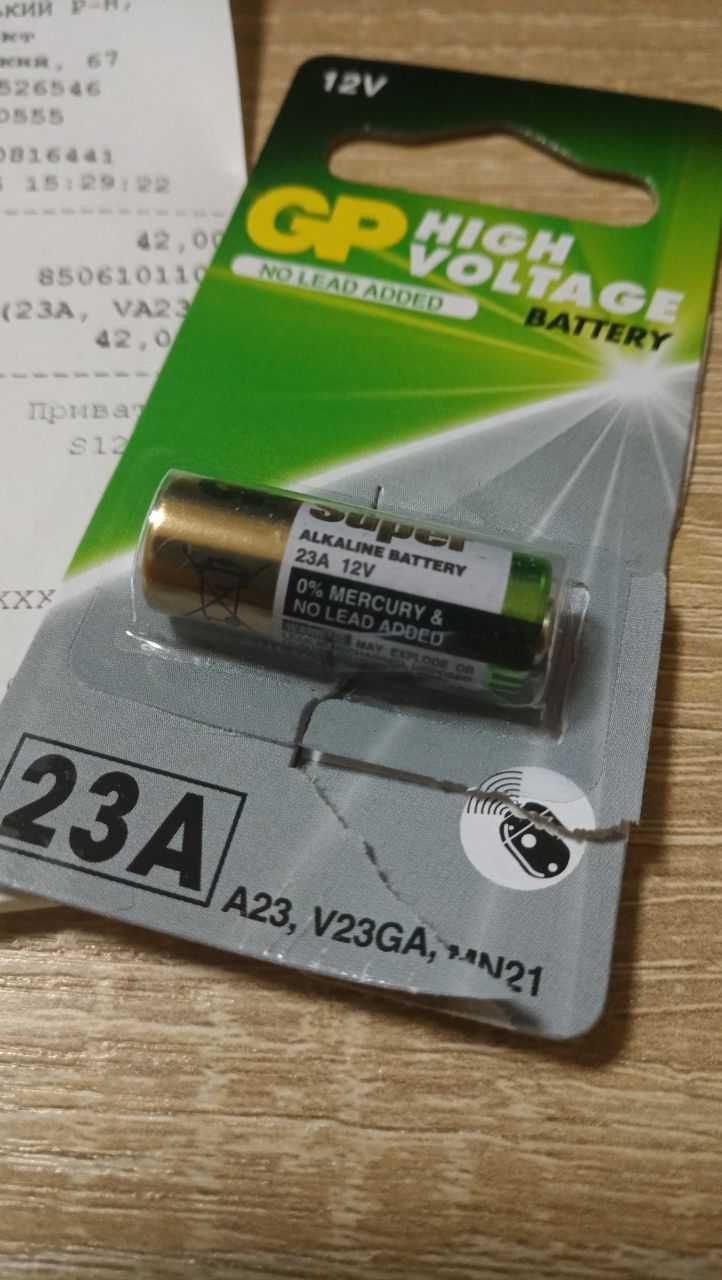 кий Р-Н,
кт
кий, 67
526546
0555
0816441
15:29:22
42,00
850610110
(23A, VA23
42,0
Приват
S12
XXX
12V
GP
HIGH
VOLTAGE
BATTERY
NO LEAD ADDED
Super
ALKALINE BATTERY
23A 12V
0% MERCURY &
NO LEAD ADDED
MAY EXPLODE OR
23A
A23, V23GA, MN21